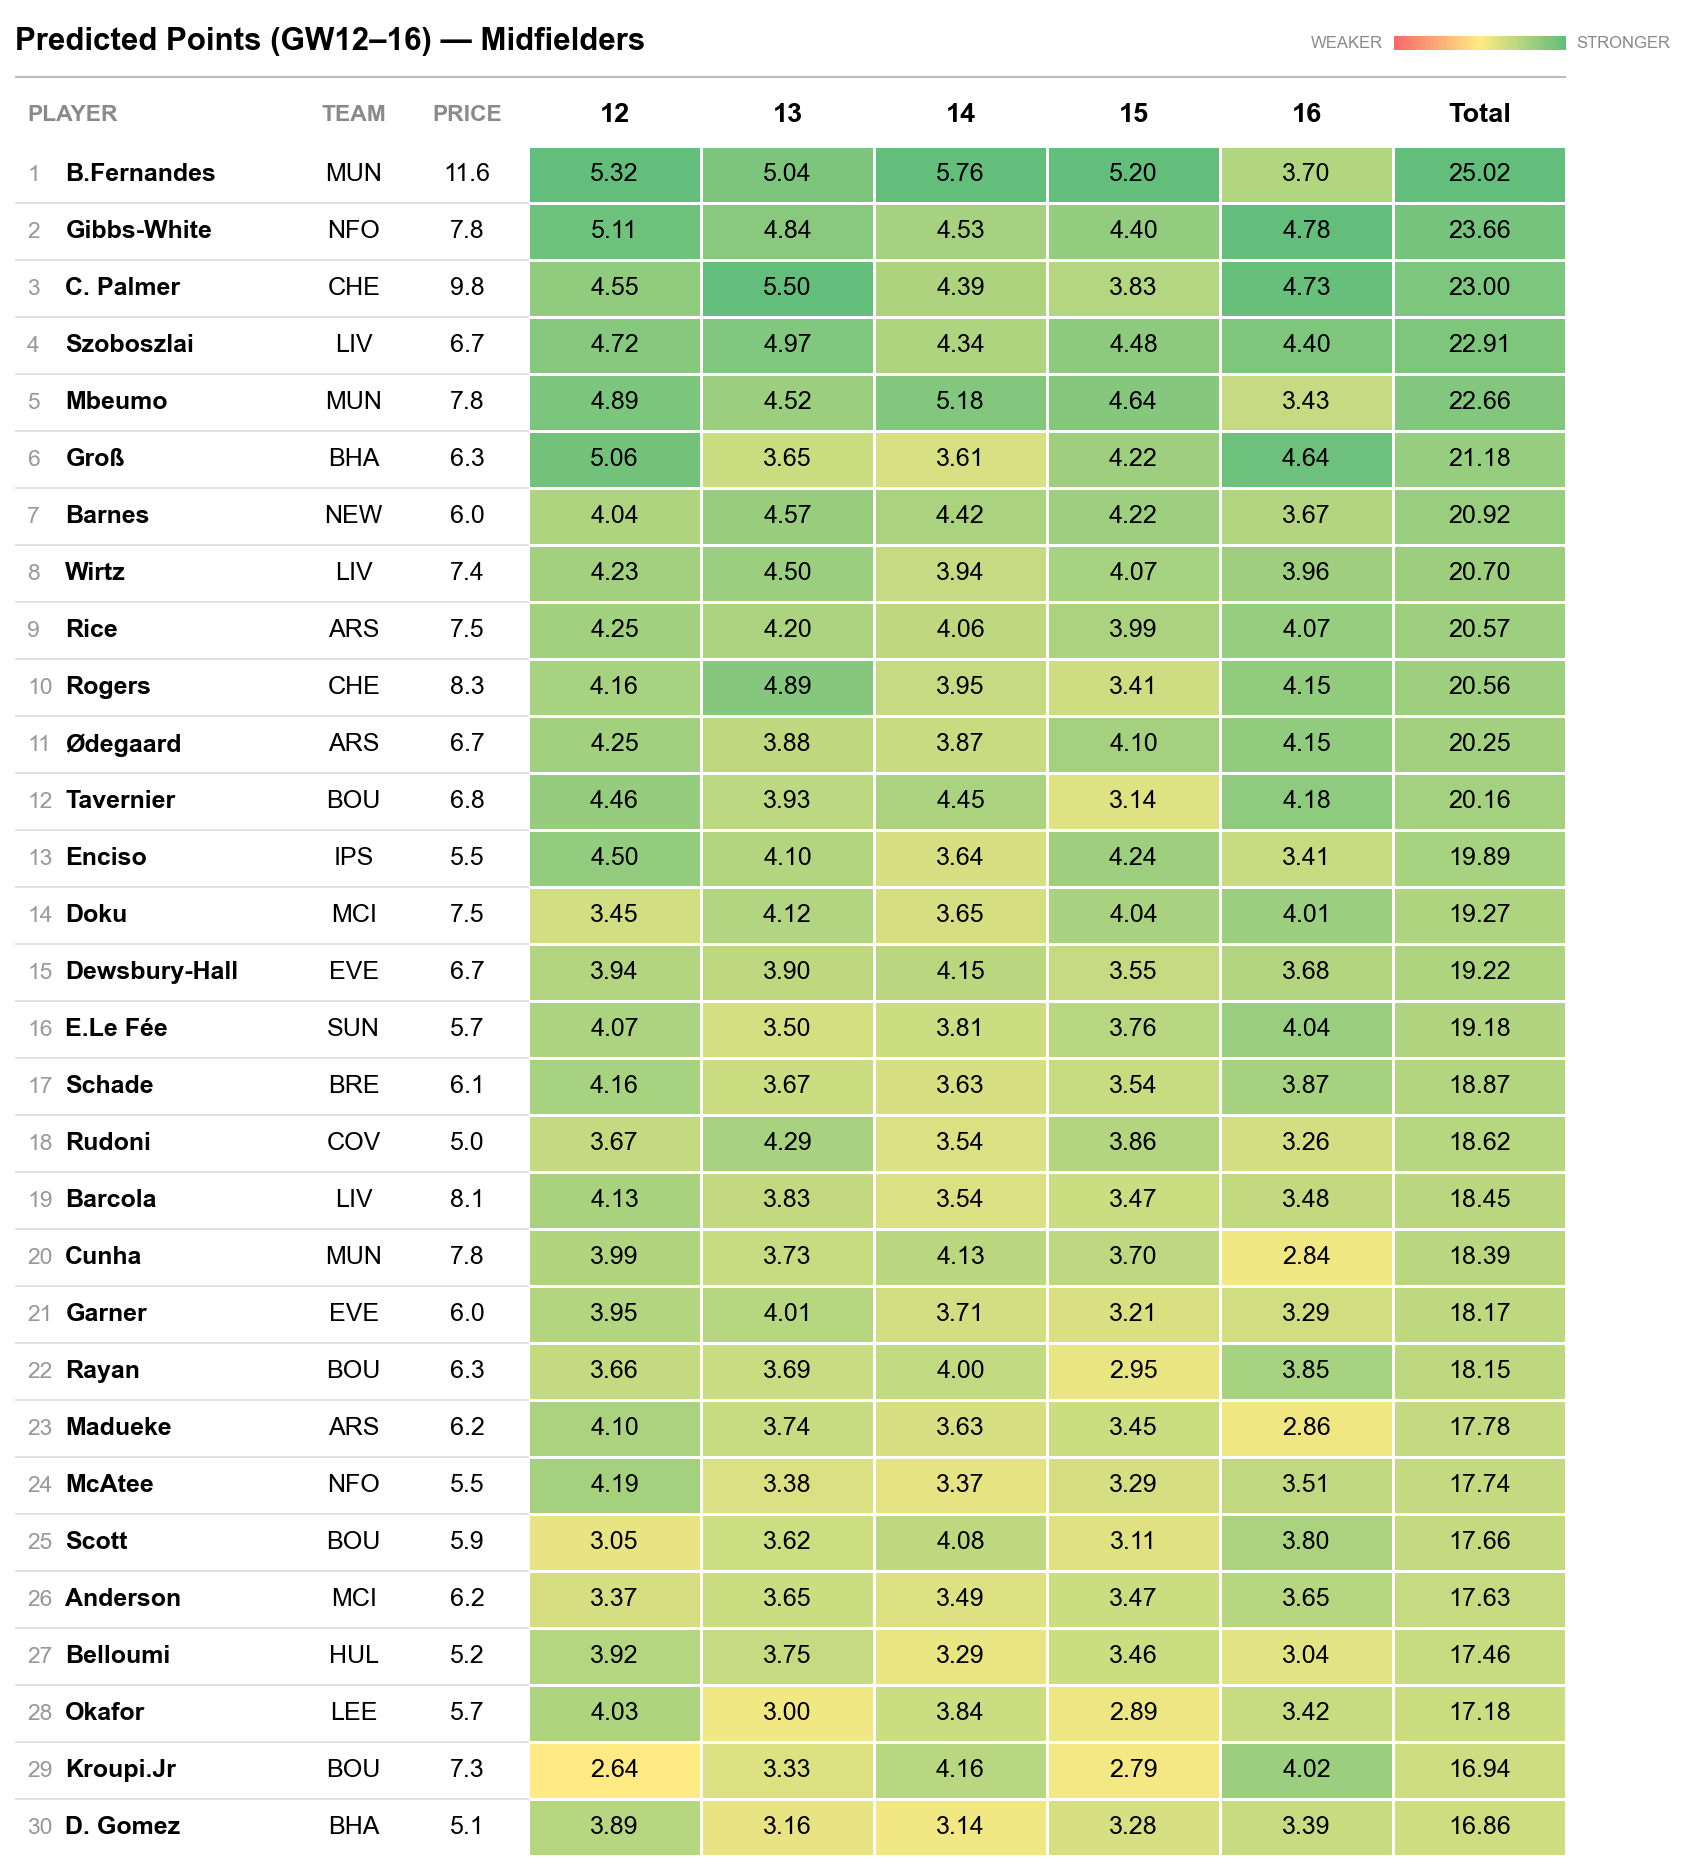 Predicted Points (GW12–16) — Midfielders
WEAKER STRONGER
PLAYER TEAM PRICE 12 13 14 15 16 Total
1 B.Fernandes MUN 11.6 5.32 5.04 5.76 5.20 3.70 25.02
2 Gibbs-White NFO 7.8 5.11 4.84 4.53 4.40 4.78 23.66
3 C. Palmer CHE 9.8 4.55 5.50 4.39 3.83 4.73 23.00
4 Szoboszlai LIV 6.7 4.72 4.97 4.34 4.48 4.40 22.91
5 Mbeumo MUN 7.8 4.89 4.52 5.18 4.64 3.43 22.66
6 Groß BHA 6.3 5.06 3.65 3.61 4.22 4.64 21.18
7 Barnes NEW 6.0 4.04 4.57 4.42 4.22 3.67 20.92
8 Wirtz LIV 7.4 4.23 4.50 3.94 4.07 3.96 20.70
9 Rice ARS 7.5 4.25 4.20 4.06 3.99 4.07 20.57
10 Rogers CHE 8.3 4.16 4.89 3.95 3.41 4.15 20.56
11 Ødegaard ARS 6.7 4.25 3.88 3.87 4.10 4.15 20.25
12 Tavernier BOU 6.8 4.46 3.93 4.45 3.14 4.18 20.16
13 Enciso IPS 5.5 4.50 4.10 3.64 4.24 3.41 19.89
14 Doku MCI 7.5 3.45 4.12 3.65 4.04 4.01 19.27
15 Dewsbury-Hall EVE 6.7 3.94 3.90 4.15 3.55 3.68 19.22
16 E.Le Fée SUN 5.7 4.07 3.50 3.81 3.76 4.04 19.18
17 Schade BRE 6.1 4.16 3.67 3.63 3.54 3.87 18.87
18 Rudoni COV 5.0 3.67 4.29 3.54 3.86 3.26 18.62
19 Barcola LIV 8.1 4.13 3.83 3.54 3.47 3.48 18.45
20 Cunha MUN 7.8 3.99 3.73 4.13 3.70 2.84 18.39
21 Garner EVE 6.0 3.95 4.01 3.71 3.21 3.29 18.17
22 Rayan BOU 6.3 3.66 3.69 4.00 2.95 3.85 18.15
23 Madueke ARS 6.2 4.10 3.74 3.63 3.45 2.86 17.78
24 McAtee NFO 5.5 4.19 3.38 3.37 3.29 3.51 17.74
25 Scott BOU 5.9 3.05 3.62 4.08 3.11 3.80 17.66
26 Anderson MCI 6.2 3.37 3.65 3.49 3.47 3.65 17.63
27 Belloumi HUL 5.2 3.92 3.75 3.29 3.46 3.04 17.46
28 Okafor LEE 5.7 4.03 3.00 3.84 2.89 3.42 17.18
29 Kroupi.Jr BOU 7.3 2.64 3.33 4.16 2.79 4.02 16.94
30 D. Gomez BHA 5.1 3.89 3.16 3.14 3.28 3.39 16.86